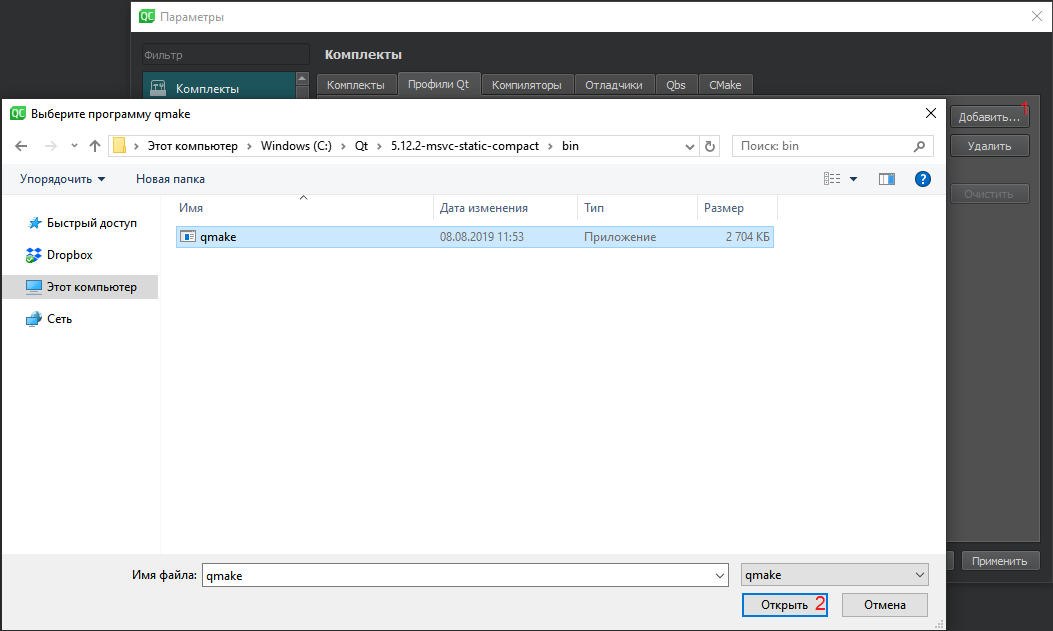 QC Параметры
Фильтр
Комплекты
Комплекты
Комплекты Профили Qt Компиляторы Отладчики Qbs CMake
QC Выберите программу qmake
Добавить... 1
Удалить
Очистить
Этот компьютер Windows (C:) Qt 5.12.2-msvc-static-compact bin
Поиск: bin
Упорядочить Новая папка ?
Имя Дата изменения Тип Размер
qmake 08.08.2019 11:53 Приложение 2 704 КБ
Быстрый доступ
Dropbox
Этот компьютер
Сеть
Применить
Имя файла: qmake qmake
Открыть 2 Отмена